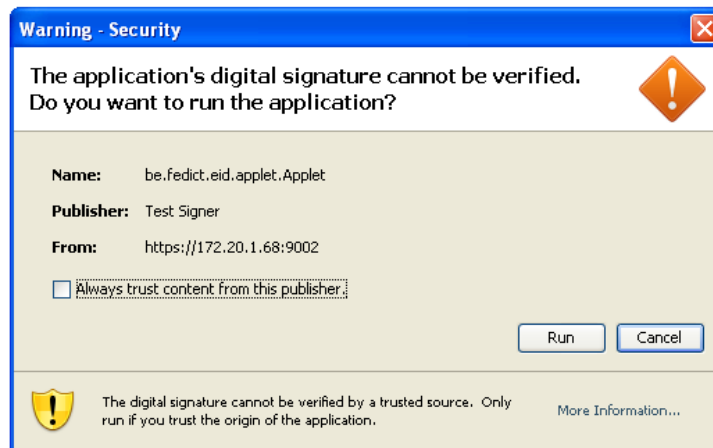 Warning - Security
The application's digital signature cannot be verified.
Do you want to run the application?
Name: be.fedict.eid.applet.Applet
Publisher: Test Signer
From: https://172.20.1.68:9002
Always trust content from this publisher.
Run Cancel
The digital signature cannot be verified by a trusted source. Only
run if you trust the origin of the application.
More Information...